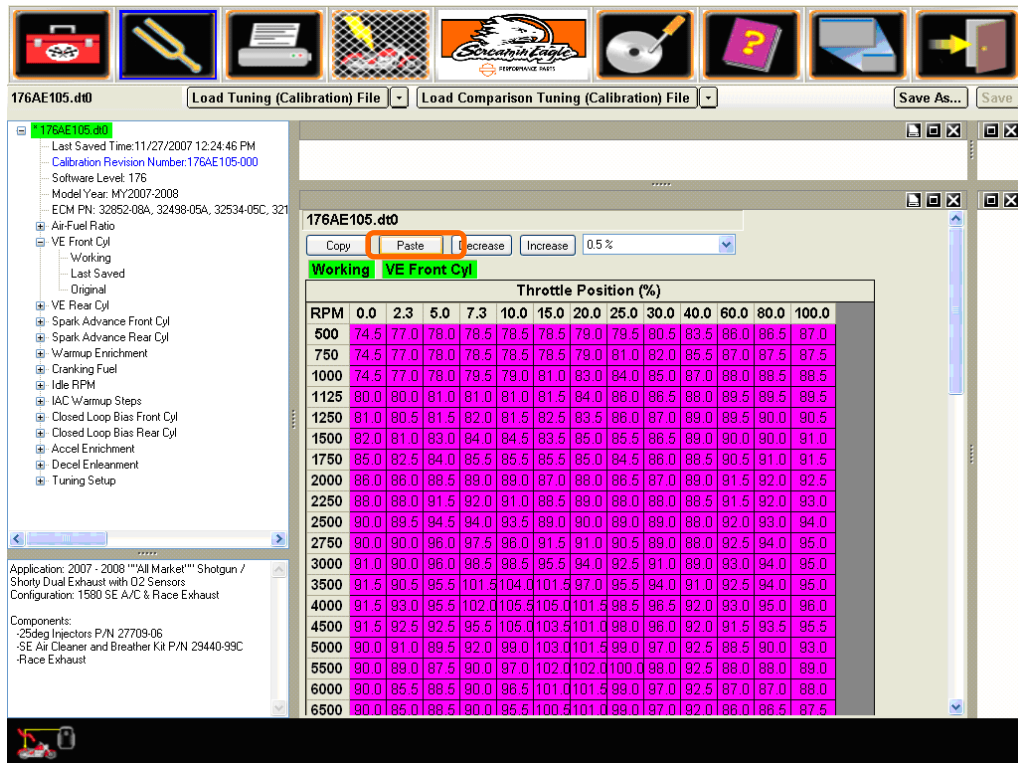 Screamin' Eagle
PERFORMANCE PARTS
176AE105.dt0 Load Tuning (Calibration) File - Load Comparison Tuning (Calibration) File - Save As... Save
* 176AE105.dt0
Last Saved Time:11/27/2007 12:24:46 PM
Calibration Revision Number:176AE105-000
Software Level: 176
Model Year: MY2007-2008
ECM PN: 32852-08A, 32498-05A, 32534-05C, 321
Air-Fuel Ratio
VE Front Cyl
Working
Last Saved
Original
VE Rear Cyl
Spark Advance Front Cyl
Spark Advance Rear Cyl
Warmup Enrichment
Cranking Fuel
Idle RPM
IAC Warmup Steps
Closed Loop Bias Front Cyl
Closed Loop Bias Rear Cyl
Accel Enrichment
Decel Enleanment
Tuning Setup
Application: 2007 - 2008 ""All Market"" Shotgun /
Shorty Dual Exhaust with O2 Sensors
Configuration: 1580 SE A/C & Race Exhaust
Components:
-25deg Injectors P/N 27709-06
-SE Air Cleaner and Breather Kit P/N 29440-99C
-Race Exhaust
176AE105.dt0
Copy Paste Decrease Increase 0.5 %
Working VE Front Cyl
Throttle Position (%)
RPM 0.0 2.3 5.0 7.3 10.0 15.0 20.0 25.0 30.0 40.0 60.0 80.0 100.0
500 74.5 77.0 78.0 78.5 78.5 78.5 79.0 79.5 80.5 83.5 86.0 86.5 87.0
750 74.5 77.0 78.0 78.5 78.5 78.5 79.0 81.0 82.0 85.5 87.0 87.5 87.5
1000 74.5 77.0 78.0 79.5 79.0 81.0 83.0 84.0 85.0 87.0 88.0 88.5 88.5
1125 80.0 80.0 81.0 81.0 81.0 81.5 84.0 86.0 86.5 88.0 89.5 89.5 89.5
1250 81.0 80.5 81.5 82.0 81.5 82.5 83.5 86.0 87.0 89.0 89.5 90.0 90.5
1500 82.0 81.0 83.0 84.0 84.5 83.5 85.0 85.5 86.5 89.0 90.0 90.0 91.0
1750 85.0 82.5 84.0 85.5 85.5 85.5 85.0 84.5 86.0 88.5 90.5 91.0 91.5
2000 86.0 86.0 88.5 89.0 89.0 87.0 88.0 86.5 87.0 89.0 91.5 92.0 92.5
2250 88.0 88.0 91.5 92.0 91.0 88.5 89.0 88.0 88.0 88.5 91.5 92.0 93.0
2500 90.0 89.5 94.5 94.0 93.5 89.0 90.0 89.0 89.0 88.0 92.0 93.0 94.0
2750 90.0 90.0 96.0 97.5 96.0 91.5 91.0 90.5 89.0 88.0 92.5 94.0 95.0
3000 91.0 90.0 96.0 98.5 96.5 95.5 94.0 92.5 91.0 89.0 93.0 94.0 95.0
3500 91.5 90.5 95.5 101.5 104.0 101.5 97.0 95.5 94.0 91.0 92.5 94.0 95.0
4000 91.5 93.0 95.5 102.0 105.5 105.0 101.5 98.5 96.5 92.0 93.0 95.0 96.0
4500 91.5 92.5 92.5 95.5 105.0 103.5 101.0 98.0 96.0 92.0 91.5 93.5 95.5
5000 90.0 91.0 89.5 92.0 99.0 103.0 101.5 99.0 97.0 92.5 88.5 90.0 93.0
5500 90.0 89.0 87.5 90.0 97.0 102.0 102.0 100.0 98.0 92.5 88.0 88.0 89.0
6000 90.0 85.5 88.5 90.0 96.5 101.0 101.5 99.0 97.0 92.5 87.0 87.0 88.0
6500 90.0 85.0 88.5 90.0 95.5 100.5 101.0 99.0 97.0 92.0 86.0 86.5 87.5